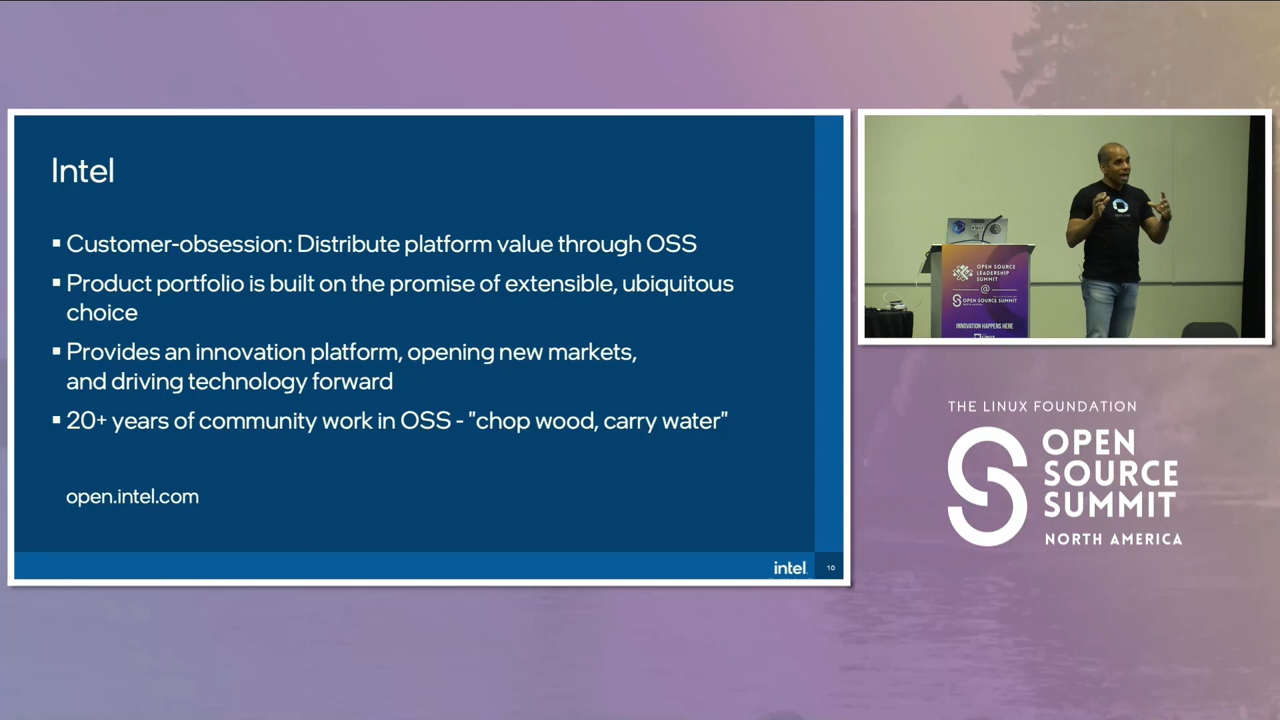 Intel
▪ Customer-obsession: Distribute platform value through OSS
▪ Product portfolio is built on the promise of extensible, ubiquitous
choice
▪ Provides an innovation platform, opening new markets,
and driving technology forward
▪ 20+ years of community work in OSS - "chop wood, carry water"
open.intel.com
intel.
10
OPEN SOURCE
LEADERSHIP
SUMMIT
@
OPEN SOURCE SUMMIT
INNOVATION HAPPENS HERE
THE LINUX FOUNDATION
OPEN
SOURCE
SUMMIT
NORTH AMERICA